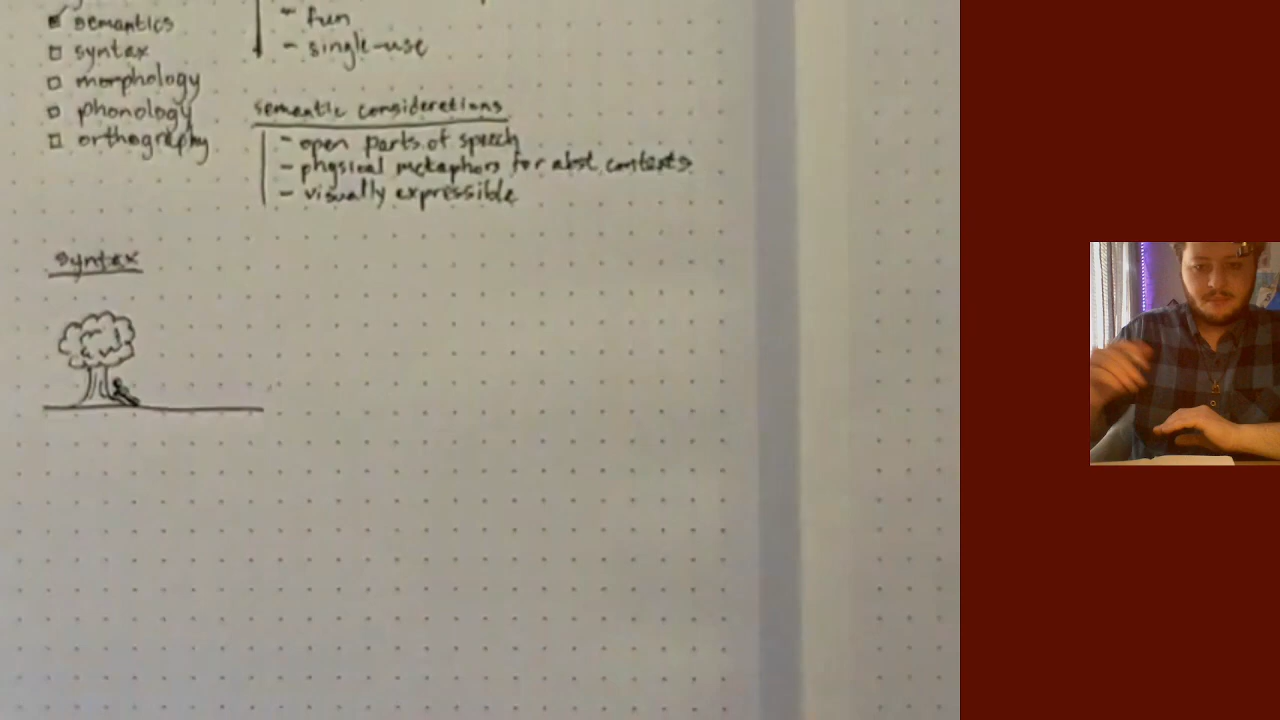 semantics
syntax
morphology
phonology
orthography
- fun
- single-use
semantic considerations
- open parts of speech
- physical metaphors for abst. contexts
- visually expressible
syntax